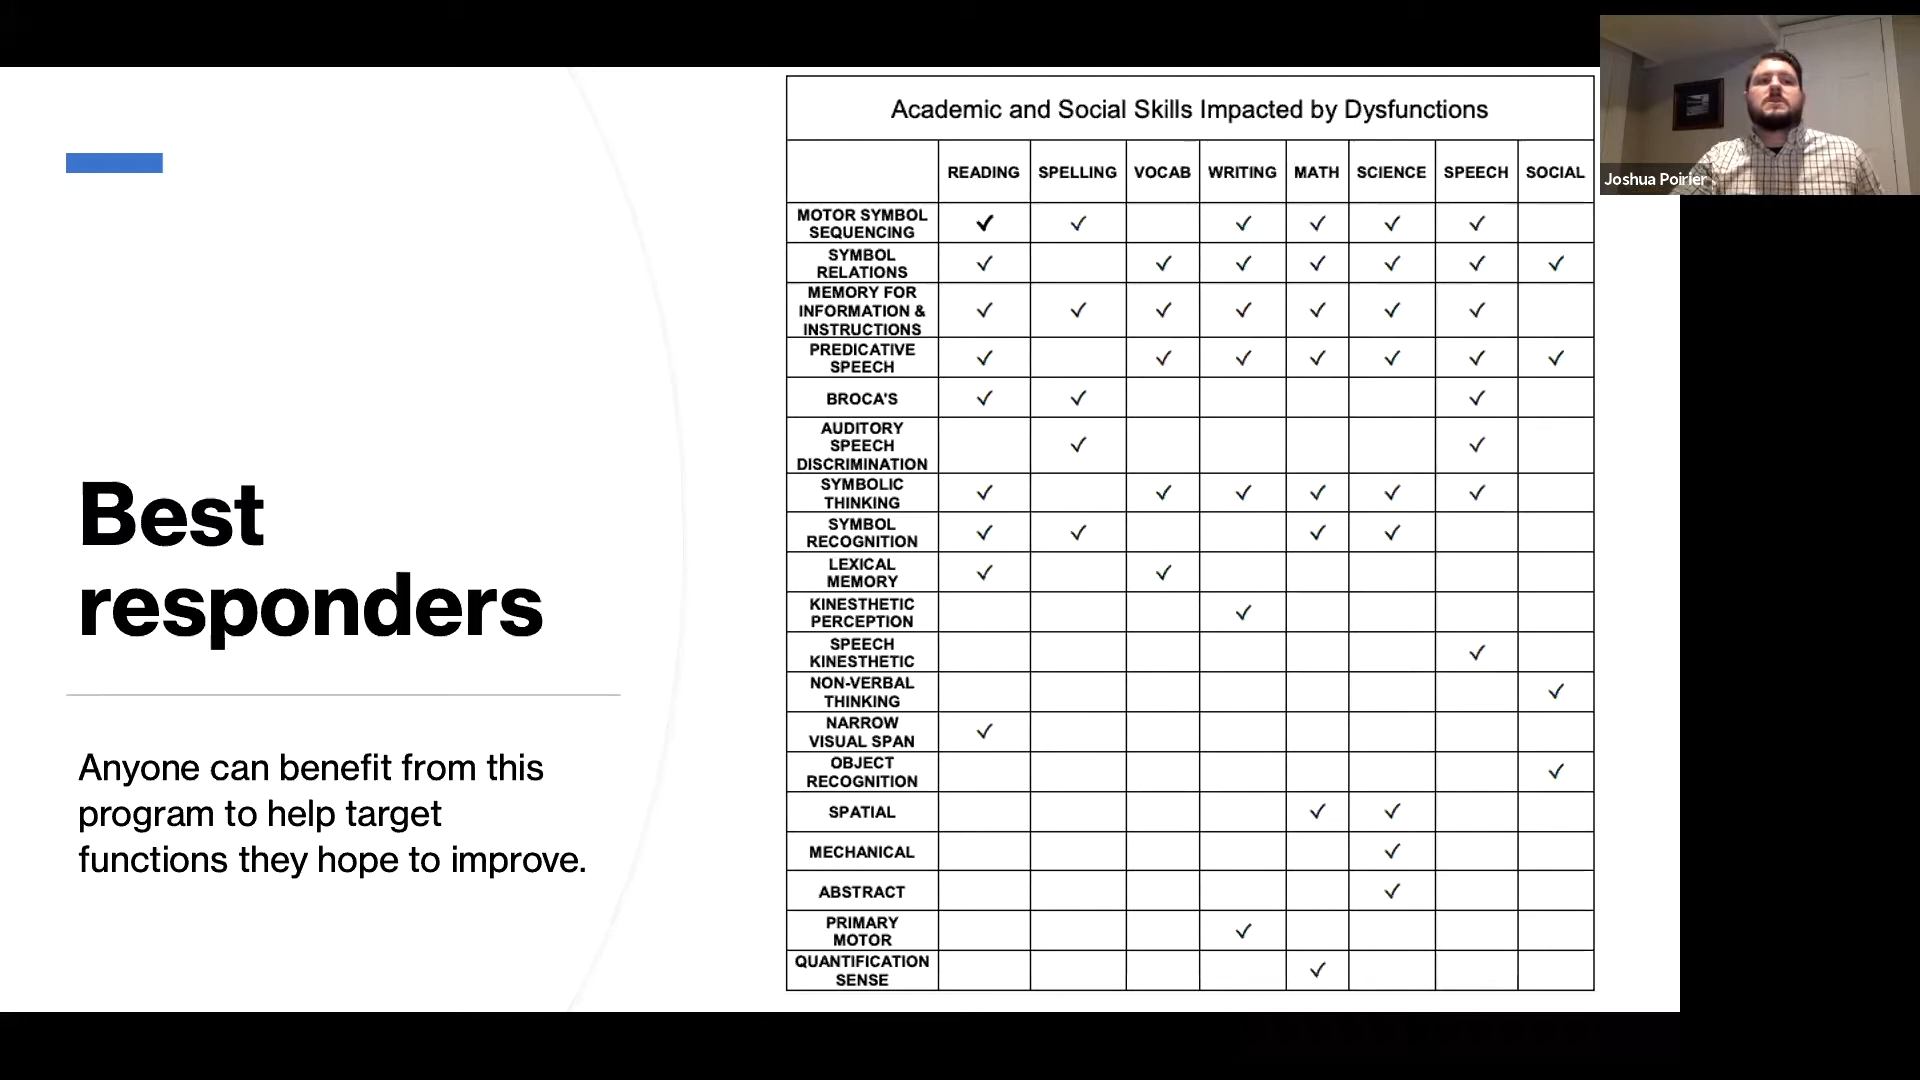 Best
responders
Anyone can benefit from this
program to help target
functions they hope to improve.
Academic and Social Skills Impacted by Dysfunctions
READING SPELLING VOCAB WRITING MATH SCIENCE SPEECH SOCIAL
MOTOR SYMBOL
SEQUENCING ✓ ✓ ✓ ✓ ✓ ✓
SYMBOL
RELATIONS ✓ ✓ ✓ ✓ ✓ ✓ ✓
MEMORY FOR
INFORMATION &
INSTRUCTIONS ✓ ✓ ✓ ✓ ✓ ✓ ✓
PREDICATIVE
SPEECH ✓ ✓ ✓ ✓ ✓ ✓ ✓
BROCA'S ✓ ✓ ✓
AUDITORY
SPEECH
DISCRIMINATION ✓ ✓
SYMBOLIC
THINKING ✓ ✓ ✓ ✓ ✓ ✓
SYMBOL
RECOGNITION ✓ ✓ ✓ ✓
LEXICAL
MEMORY ✓ ✓
KINESTHETIC
PERCEPTION ✓
SPEECH
KINESTHETIC ✓
NON-VERBAL
THINKING ✓
NARROW
VISUAL SPAN ✓
OBJECT
RECOGNITION ✓
SPATIAL ✓ ✓
MECHANICAL ✓
ABSTRACT ✓
PRIMARY
MOTOR ✓
QUANTIFICATION
SENSE ✓
Joshua Poirier